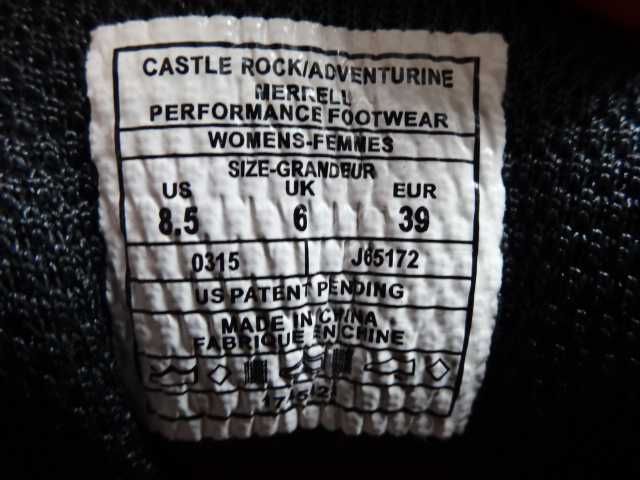 CASTLE ROCK/ADVENTURINE
MERRELL
PERFORMANCE FOOTWEAR
WOMENS-FEMMES
SIZE-GRANDEUR
US UK EUR
8.5 6 39
0315 J65172
US PATENT PENDING
MADE IN CHINA
FABRIQUE EN CHINE